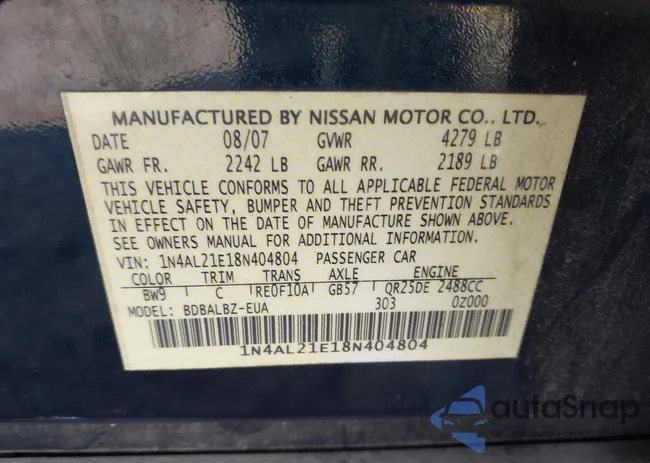 MANUFACTURED BY NISSAN MOTOR CO., LTD.
DATE 08/07 GVWR 4279 LB
GAWR FR. 2242 LB GAWR RR. 2189 LB
THIS VEHICLE CONFORMS TO ALL APPLICABLE FEDERAL MOTOR
VEHICLE SAFETY, BUMPER AND THEFT PREVENTION STANDARDS
IN EFFECT ON THE DATE OF MANUFACTURE SHOWN ABOVE.
SEE OWNERS MANUAL FOR ADDITIONAL INFORMATION.
VIN: 1N4AL21E18N404804 PASSENGER CAR
COLOR TRIM TRANS AXLE ENGINE
BW9 C RE0F10A GB57 QR25DE 2488CC
MODEL: BDBALBZ-EUA 303 0Z000
1N4AL21E18N404804
autoSnap